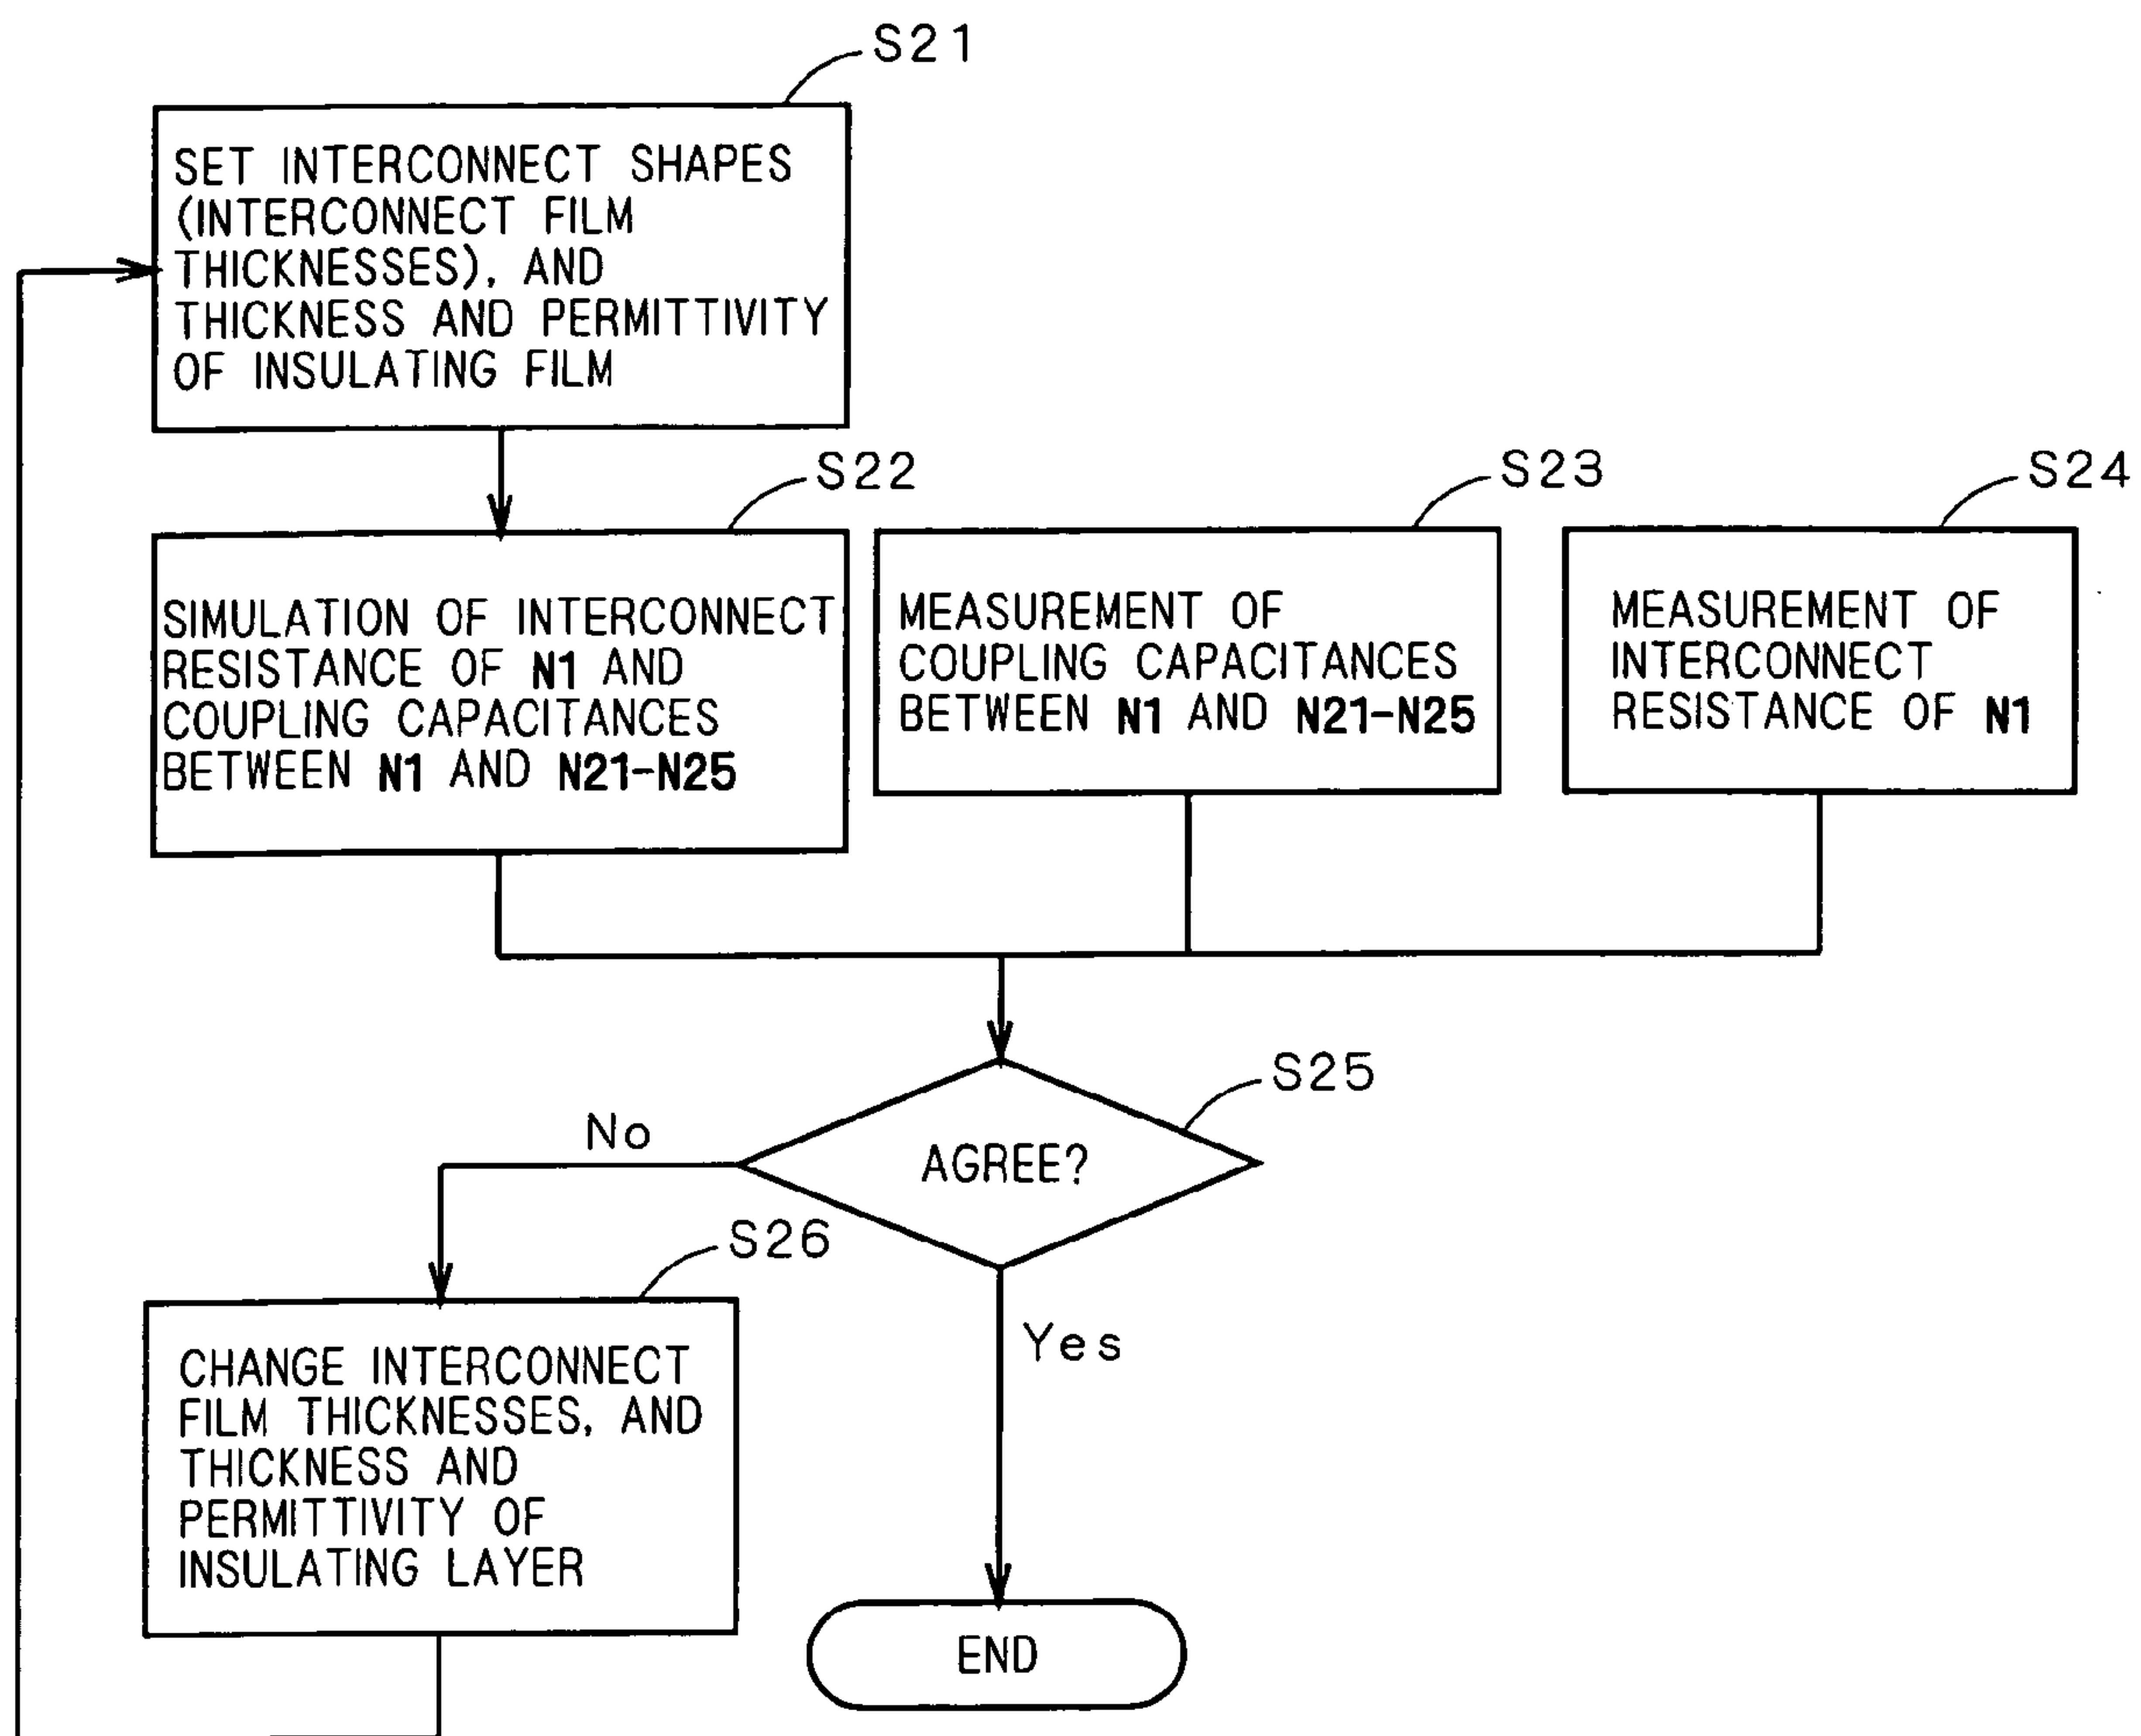 S21
SET INTERCONNECT SHAPES
(INTERCONNECT FILM
THICKNESSES), AND
THICKNESS AND PERMITTIVITY
OF INSULATING FILM
S22
SIMULATION OF INTERCONNECT
RESISTANCE OF N1 AND
COUPLING CAPACITANCES
BETWEEN N1 AND N21-N25
S23
MEASUREMENT OF
COUPLING CAPACITANCES
BETWEEN N1 AND N21-N25
S24
MEASUREMENT OF
INTERCONNECT
RESISTANCE OF N1
S25
AGREE?
No
Yes
S26
CHANGE INTERCONNECT
FILM THICKNESSES, AND
THICKNESS AND
PERMITTIVITY OF
INSULATING LAYER
END